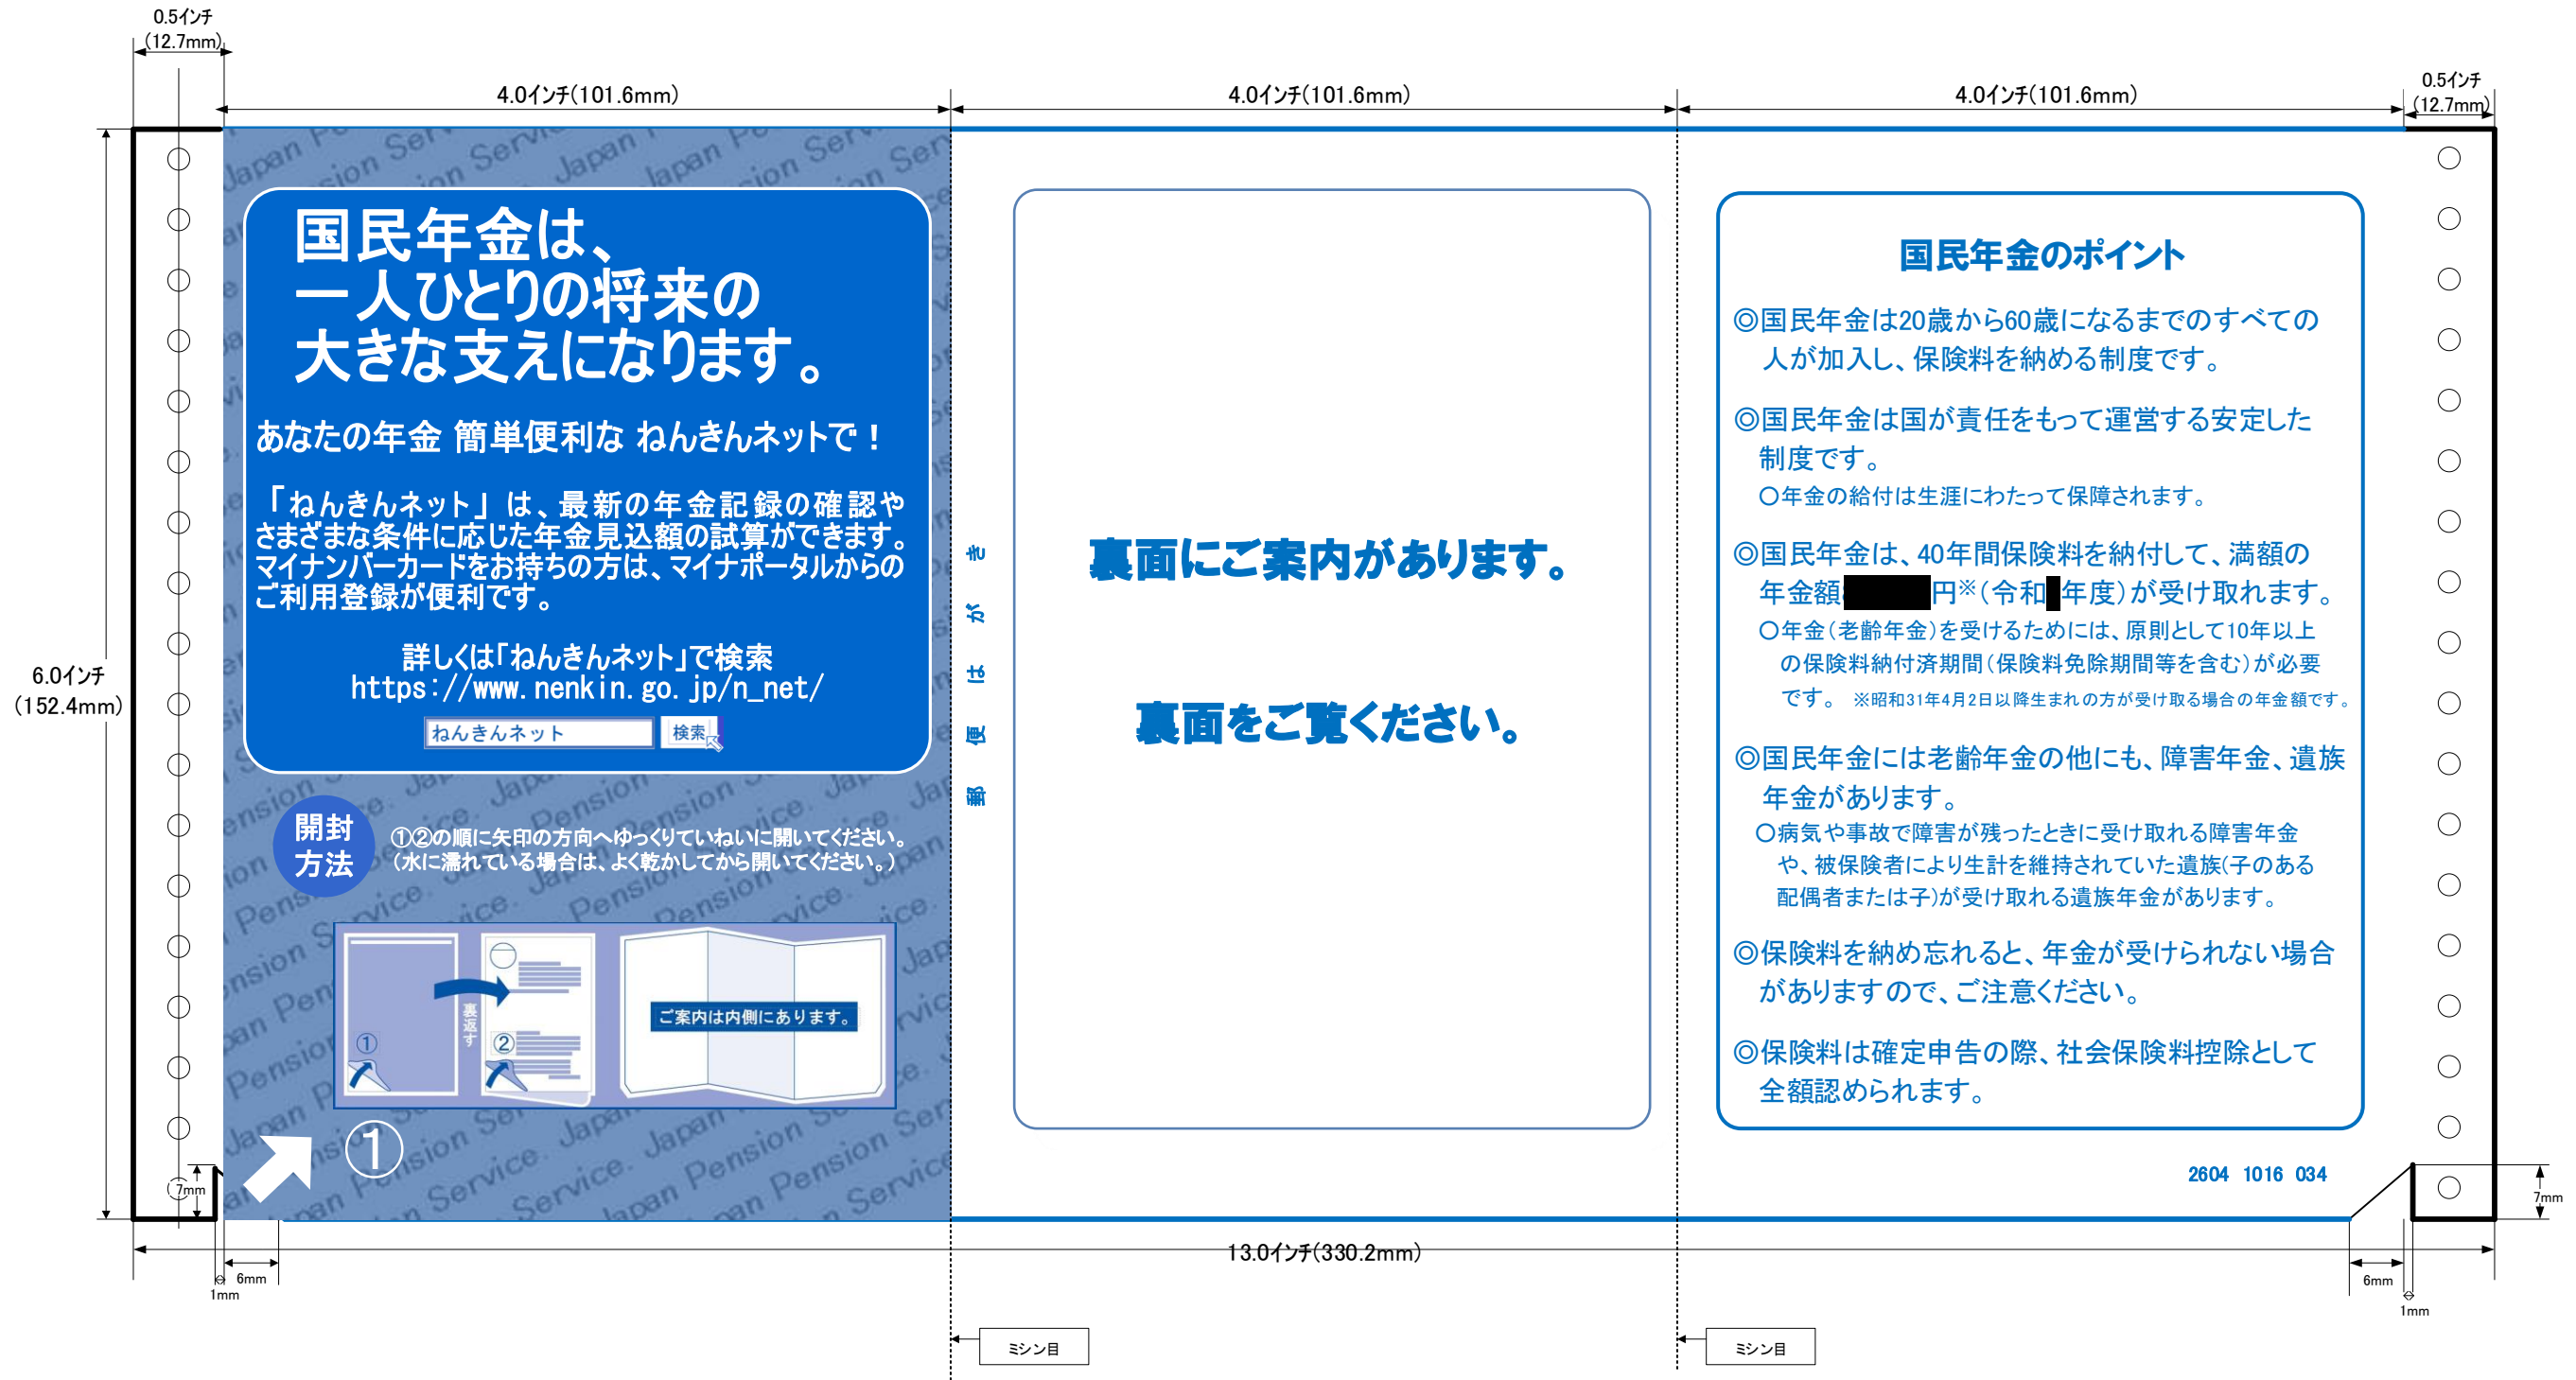 0.5インチ
(12.7mm)
4.0インチ(101.6mm)
4.0インチ(101.6mm)
4.0インチ(101.6mm)
0.5インチ
(12.7mm)
6.0インチ
(152.4mm)
国民年金は、
一人ひとりの将来の
大きな支えになります。
あなたの年金 簡単便利な ねんきんネットで！
「ねんきんネット」は、最新の年金記録の確認や
さまざまな条件に応じた年金見込額の試算ができます。
マイナンバーカードをお持ちの方は、マイナポータルからの
ご利用登録が便利です。
詳しくは「ねんきんネット」で検索
https://www.nenkin.go.jp/n_net/
ねんきんネット 検索
開封
方法
①②の順に矢印の方向へゆっくりていねいに開いてください。
(水に濡れている場合は、よく乾かしてから開いてください。)
裏返す
①
②
ご案内は内側にあります。
①
7mm
郵便はがき
裏面にご案内があります。
裏面をご覧ください。
国民年金のポイント
◎国民年金は20歳から60歳になるまでのすべての
人が加入し、保険料を納める制度です。
◎国民年金は国が責任をもって運営する安定した
制度です。
○年金の給付は生涯にわたって保障されます。
◎国民年金は、40年間保険料を納付して、満額の
年金額 円※(令和 年度)が受け取れます。
○年金(老齢年金)を受けるためには、原則として10年以上
の保険料納付済期間(保険料免除期間等を含む)が必要
です。 ※昭和31年4月2日以降生まれの方が受け取る場合の年金額です。
◎国民年金には老齢年金の他にも、障害年金、遺族
年金があります。
○病気や事故で障害が残ったときに受け取れる障害年金
や、被保険者により生計を維持されていた遺族(子のある
配偶者または子)が受け取れる遺族年金があります。
◎保険料を納め忘れると、年金が受けられない場合
がありますので、ご注意ください。
◎保険料は確定申告の際、社会保険料控除として
全額認められます。
2604 1016 034
7mm
13.0インチ(330.2mm)
6mm
1mm
6mm
1mm
ミシン目
ミシン目